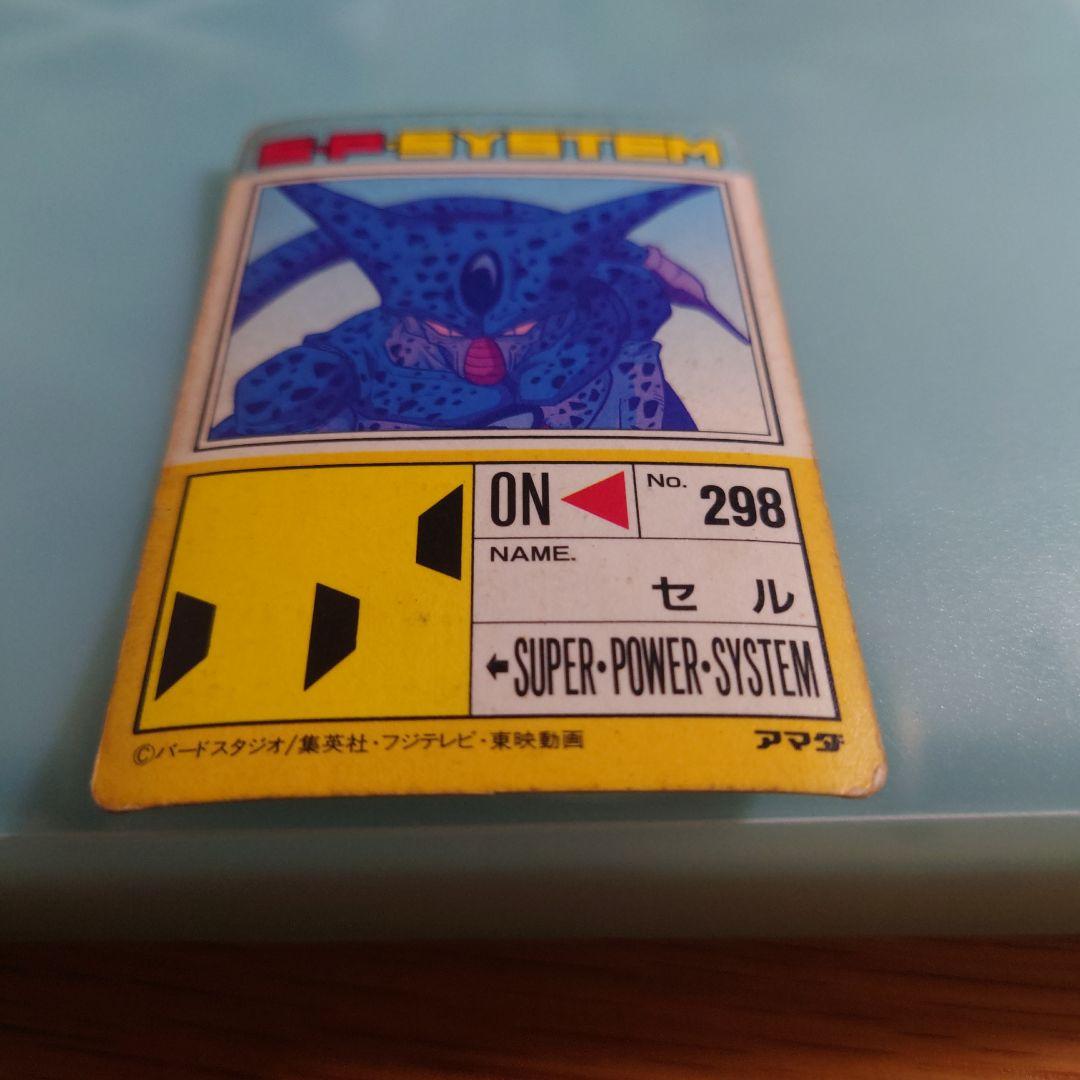 S・P・SYSTEM
ON
No. 298
NAME.
セル
SUPER・POWER・SYSTEM
©バードスタジオ/集英社・フジテレビ・東映動画
アマダ